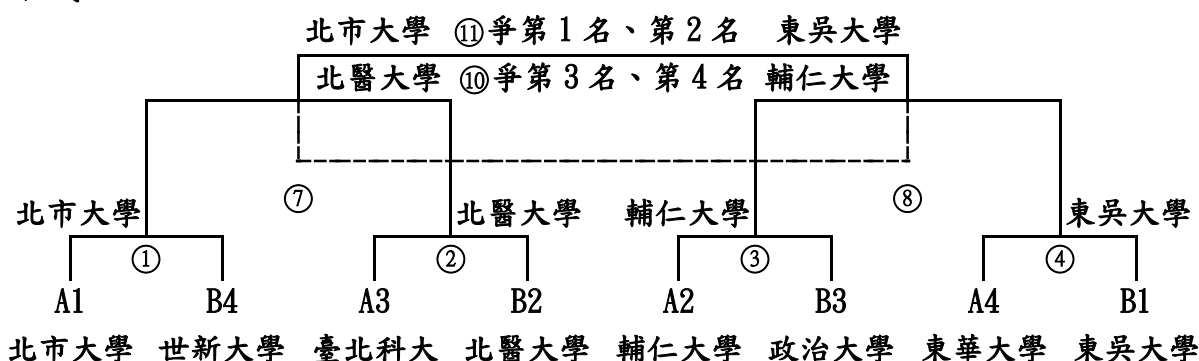 北市大學 ⑪爭第1名、第2名 東吳大學
北醫大學 ⑩爭第3名、第4名 輔仁大學
⑦ ⑧
北市大學 北醫大學 輔仁大學 東吳大學
① ② ③ ④
A1 B4 A3 B2 A2 B3 A4 B1
北市大學 世新大學 臺北科大 北醫大學 輔仁大學 政治大學 東華大學 東吳大學